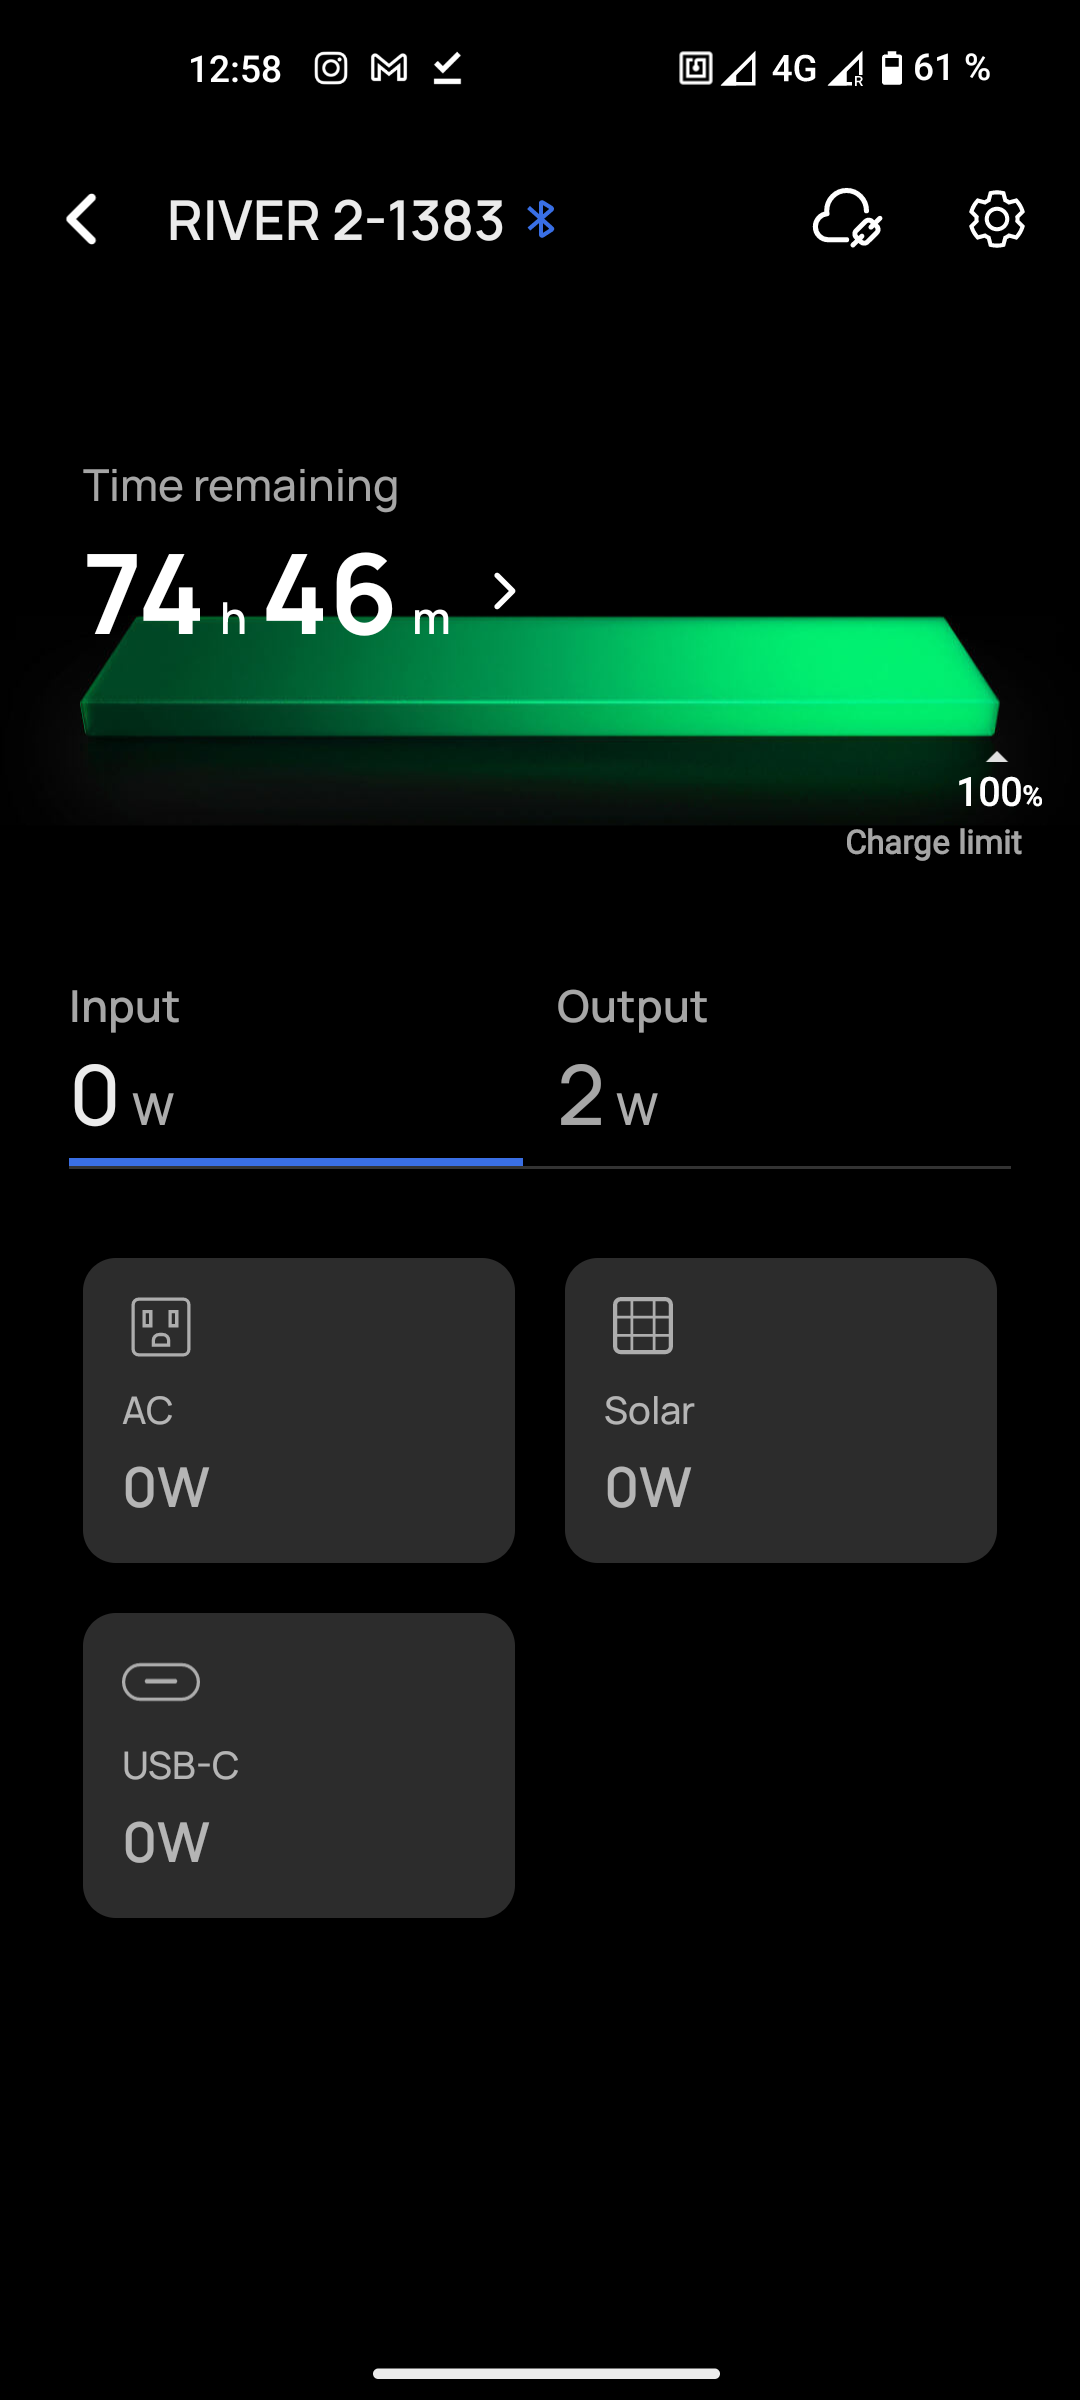 12:58 4G R 61 %
RIVER 2-1383
Time remaining
74 h 46 m
100%
Charge limit
Input Output
0 W 2 W
AC Solar
0W 0W
USB-C
0W